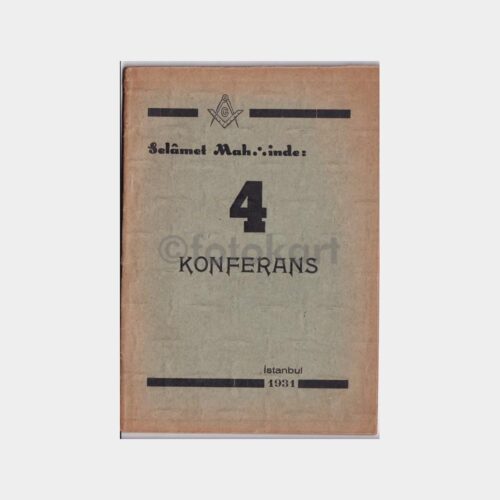 G
Selâmet Mah∴inde:
4
©fotokart
KONFERANS
İstanbul
1931